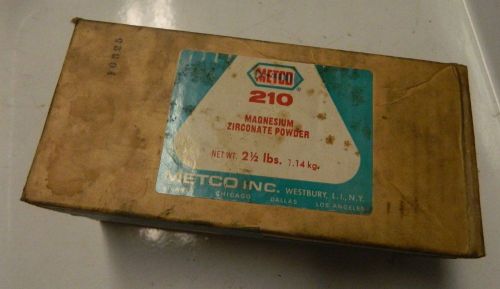 10325
METCO
®
210
MAGNESIUM
ZIRCONATE POWDER
NET WT. 2½ lbs. 1.14 kg.
METCO INC. WESTBURY, L.I., N.Y.
CHICAGO DALLAS LOS ANGELES